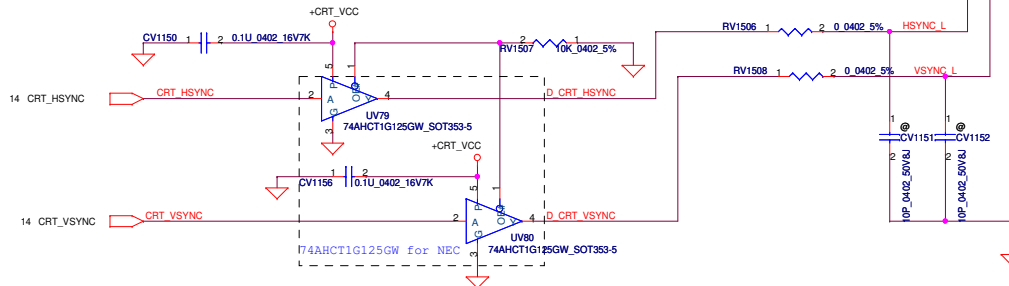 +CRT_VCC
CV1150 1 2 0.1U_0402_16V7K
RV1506 1 2 0_0402_5%
HSYNC_L
2 1
RV1507 10K_0402_5%
5 1
P OE#
RV1508 1 2 0_0402_5%
VSYNC_L
14 CRT_HSYNC CRT_HSYNC 2 A Y 4 D_CRT_HSYNC
G
3
UV79
74AHCT1G125GW_SOT353-5
+CRT_VCC
1 @ 1 @
CV1151 CV1152
2 2
10P_0402_50V8J 10P_0402_50V8J
1 2
CV1156 0.1U_0402_16V7K
5 1
P OE#
14 CRT_VSYNC CRT_VSYNC 2 A Y 4 D_CRT_VSYNC
G
3
UV80
74AHCT1G125GW_SOT353-5
74AHCT1G125GW for NEC